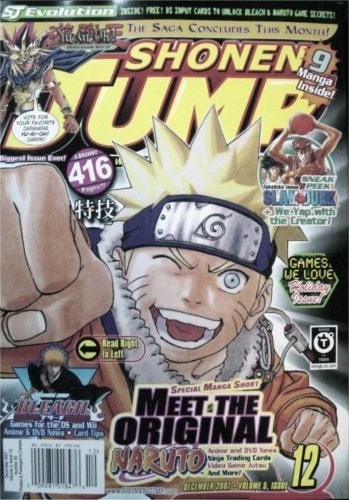 SJ Evolution
INSIDE! FREE! DS INPUT CARDS TO UNLOCK BLEACH & NARUTO GAME SECRETS!
Yu-Gi-Oh!
THE SAGA CONCLUDES THIS MONTH!
SHONEN
JUMP
9
Manga
Inside!
VOTE FOR
YOUR FAVORITE
JAPANESE
YU-GI-OH!
CARDS!
Biggest Issue Ever!
416
Pages!!!
特技
Takehiko Inoue
SNEAK
PEEK
SLAM DUNK
+ We Yap with
the Creator!
GAMES
WE LOVE
Holiday
Issue!
Read Right
to Left
RATED
T
TEEN
BLEACH
Games for the DS and Wii
Anime & DVD News • Card Tips
SPECIAL MANGA SHORT
MEET THE
ORIGINAL
NARUTO
Anime and DVD News
Ninja Trading Cards
Video Game Jutsu
And More!
12
DECEMBER 2007 • VOLUME 5, ISSUE